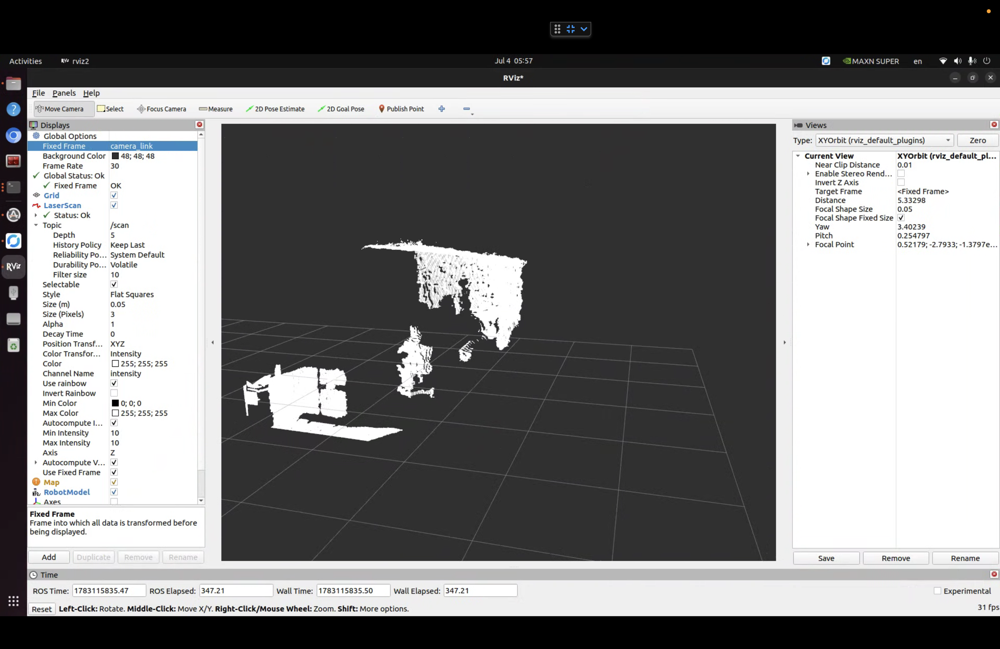 Activities RViz rviz2 Jul 4 05:57 MAXN SUPER en
RViz*
File Panels Help
Move Camera Select Focus Camera Measure 2D Pose Estimate 2D Goal Pose Publish Point
Displays
Global Options
Fixed Frame camera_link
Background Color 48; 48; 48
Frame Rate 30
Global Status: Ok
Fixed Frame OK
Grid
LaserScan
Status: Ok
Topic /scan
Depth 5
History Policy Keep Last
Reliability Po... System Default
Durability Po... Volatile
Filter size 10
Selectable
Style Flat Squares
Size (m) 0.05
Size (Pixels) 3
Alpha 1
Decay Time 0
Position Transf... XYZ
Color Transfor... Intensity
Color 255; 255; 255
Channel Name intensity
Use rainbow
Invert Rainbow
Min Color 0; 0; 0
Max Color 255; 255; 255
Autocompute I...
Min Intensity 10
Max Intensity 10
Axis Z
Autocompute V...
Use Fixed Frame
Map
RobotModel
Axes
Fixed Frame
Frame into which all data is transformed before
being displayed.
Add Duplicate Remove Rename
RViz
Views
Type: XYOrbit (rviz_default_plugins) Zero
Current View XYOrbit (rviz_default_pl...
Near Clip Distance 0.01
Enable Stereo Rend...
Invert Z Axis
Target Frame <Fixed Frame>
Distance 5.33298
Focal Shape Size 0.05
Focal Shape Fixed Size
Yaw 3.40239
Pitch 0.254797
Focal Point 0.52179; -2.7933; -1.3797e...
Save Remove Rename
Time
ROS Time: 1783115835.47 ROS Elapsed: 347.21 Wall Time: 1783115835.50 Wall Elapsed: 347.21 Experimental
Reset Left-Click: Rotate. Middle-Click: Move X/Y. Right-Click/Mouse Wheel: Zoom. Shift: More options. 31 fps